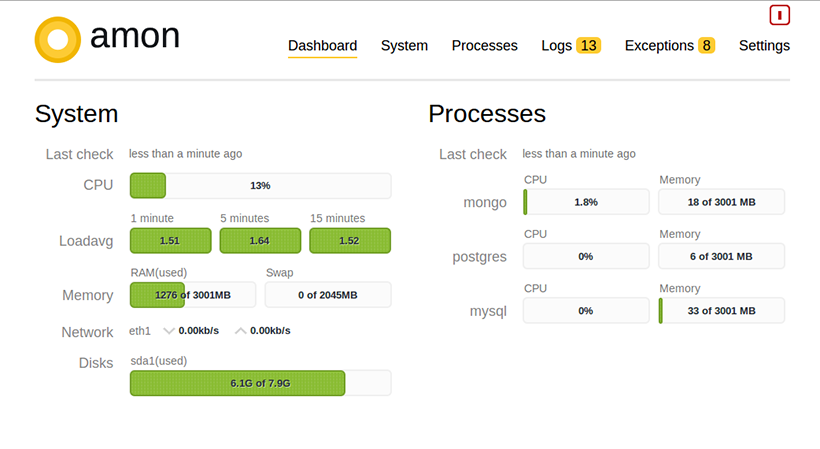 amon
Dashboard System Processes Logs 13 Exceptions 8 Settings
System
Last check less than a minute ago
CPU 13%
1 minute 5 minutes 15 minutes
Loadavg 1.51 1.64 1.52
RAM(used) Swap
Memory 1276 of 3001MB 0 of 2045MB
Network eth1 0.00kb/s 0.00kb/s
Disks sda1(used)
6.1G of 7.9G
Processes
Last check less than a minute ago
CPU Memory
mongo 1.8% 18 of 3001 MB
CPU Memory
postgres 0% 6 of 3001 MB
CPU Memory
mysql 0% 33 of 3001 MB